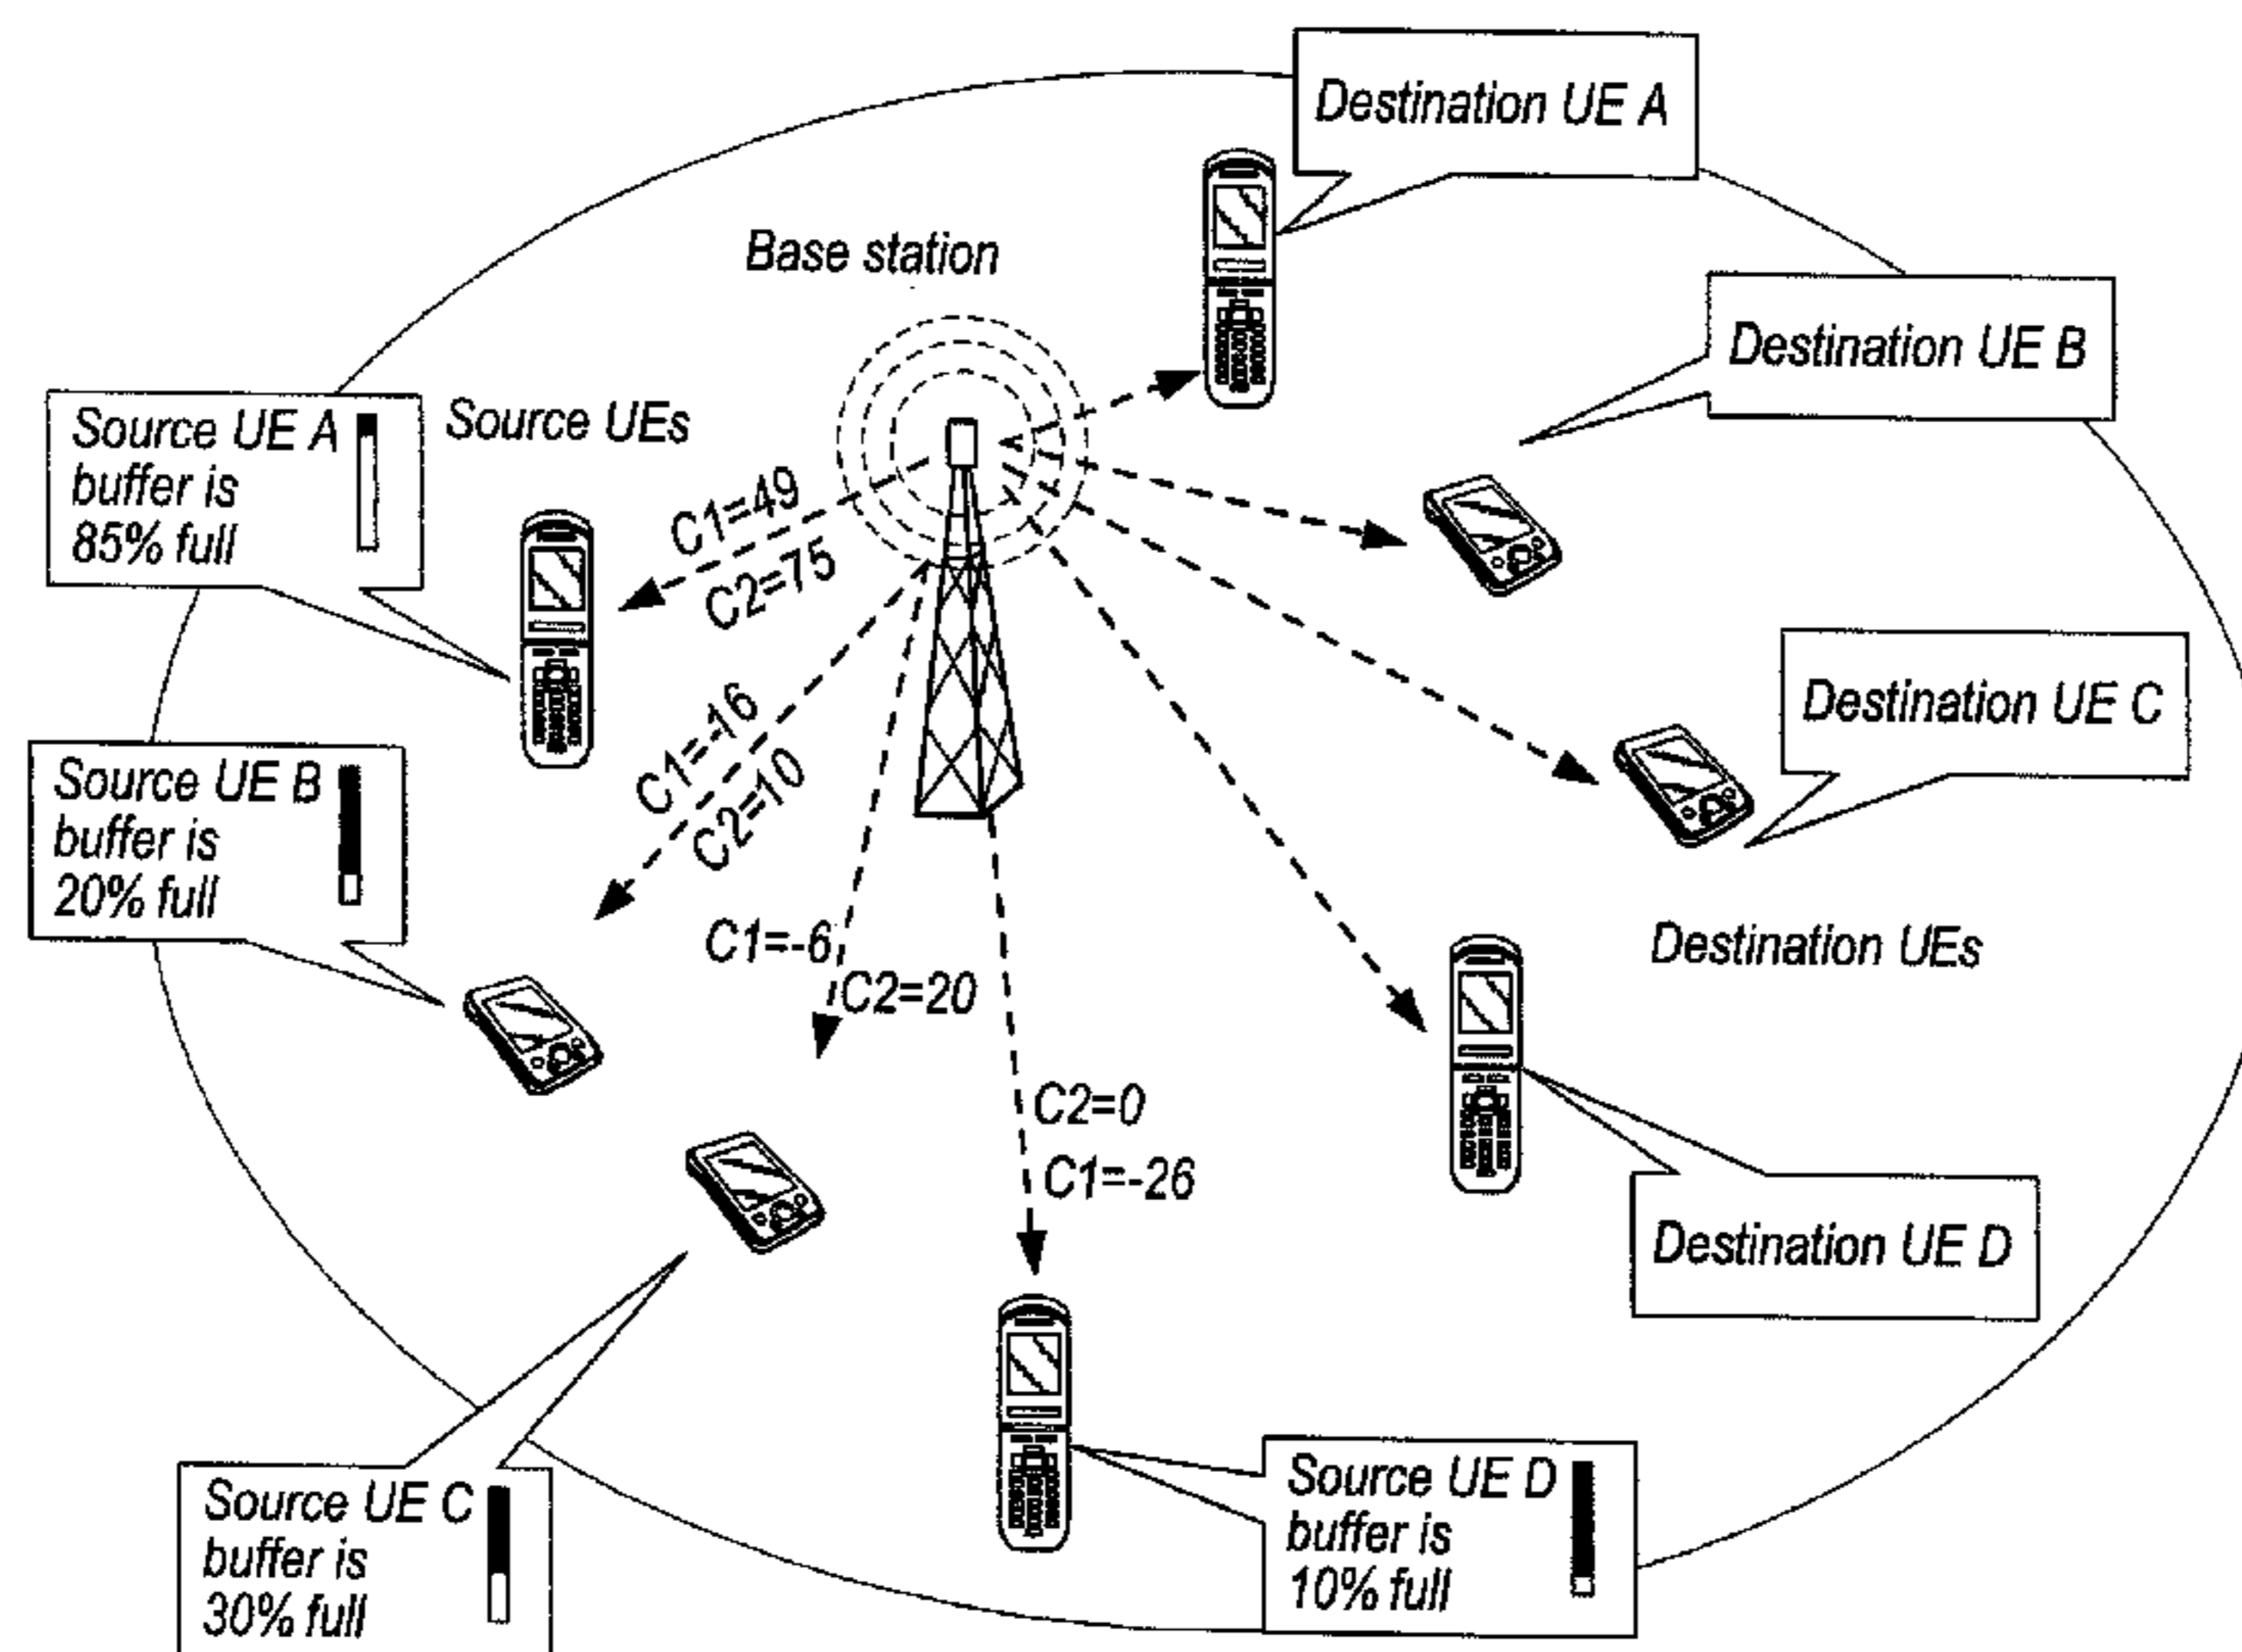 Destination UE A
Base station
Destination UE B
Source UE A
buffer is
85% full
Source UEs
C1=49
C2=75
Destination UE C
C1=-16
C2=10
Source UE B
buffer is
20% full
C1=-6
C2=20
Destination UEs
C2=0
C1=-26
Destination UE D
Source UE C
buffer is
30% full
Source UE D
buffer is
10% full